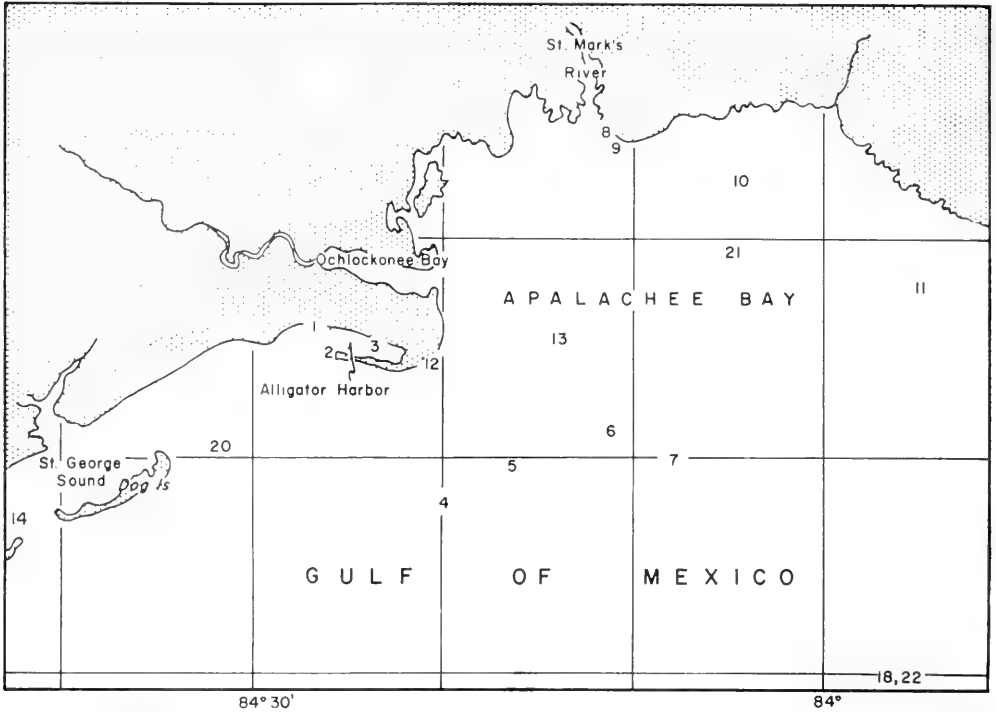 St. Mark's
River
8
9
10
Ochlockonee Bay
21
APALACHEE BAY
11
1
13
2
3
12
Alligator Harbor
6
20
St. George
Sound
Dog Is
5
7
4
14
GULF OF MEXICO
18,22
84°30'
84°